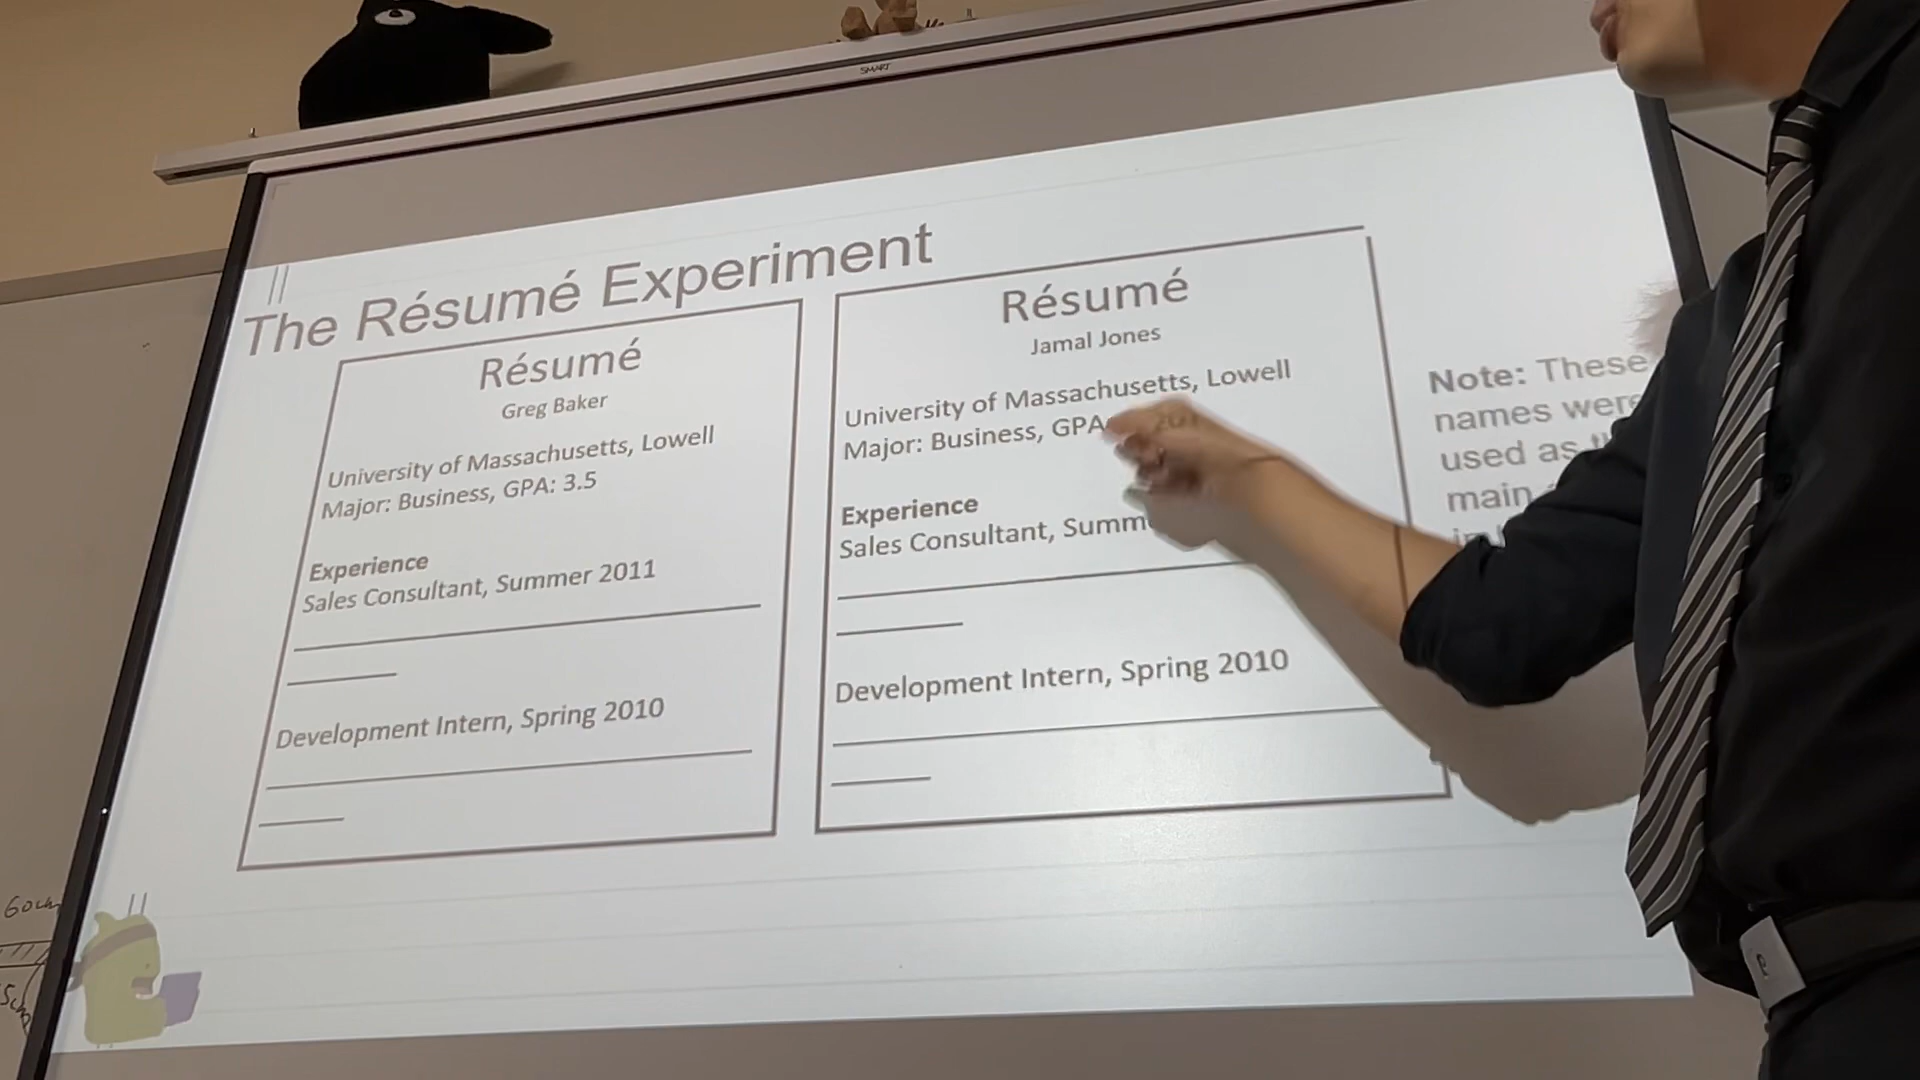 SMART
The Résumé Experiment
Résumé
Greg Baker
University of Massachusetts, Lowell
Major: Business, GPA: 3.5
Experience
Sales Consultant, Summer 2011
Development Intern, Spring 2010
Résumé
Jamal Jones
University of Massachusetts, Lowell
Major: Business, GPA
Experience
Sales Consultant, Summ
Development Intern, Spring 2010
Note: These
names were
used as
main